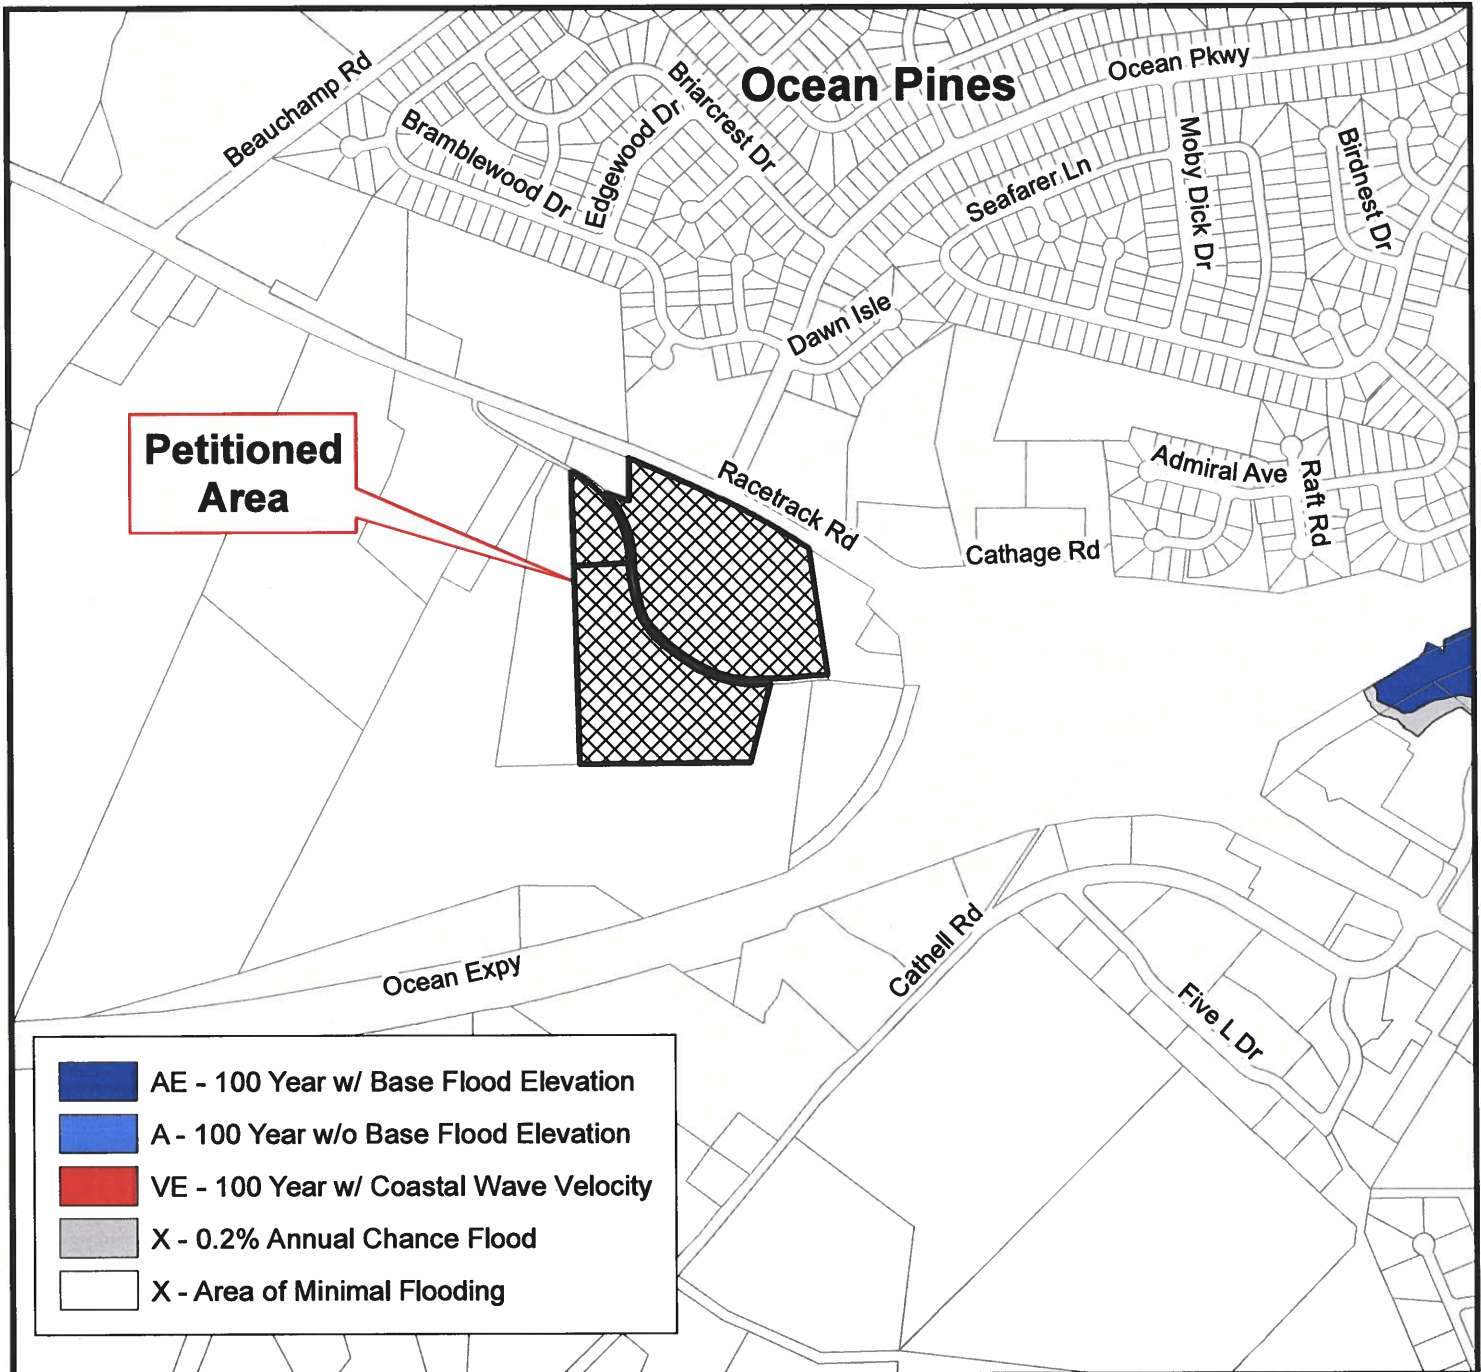 Ocean Pines
Ocean Pkwy
Beauchamp Rd
Briarcrest Dr
Bramblewood Dr
Edgewood Dr
Moby Dick Dr
Birdnest Dr
Seafarer Ln
Dawn Isle
Petitioned
Area
Racetrack Rd
Admiral Ave
Raft Rd
Cathage Rd
Ocean Expy
Cathell Rd
Five L Dr
AE - 100 Year w/ Base Flood Elevation
A - 100 Year w/o Base Flood Elevation
VE - 100 Year w/ Coastal Wave Velocity
X - 0.2% Annual Chance Flood
X - Area of Minimal Flooding